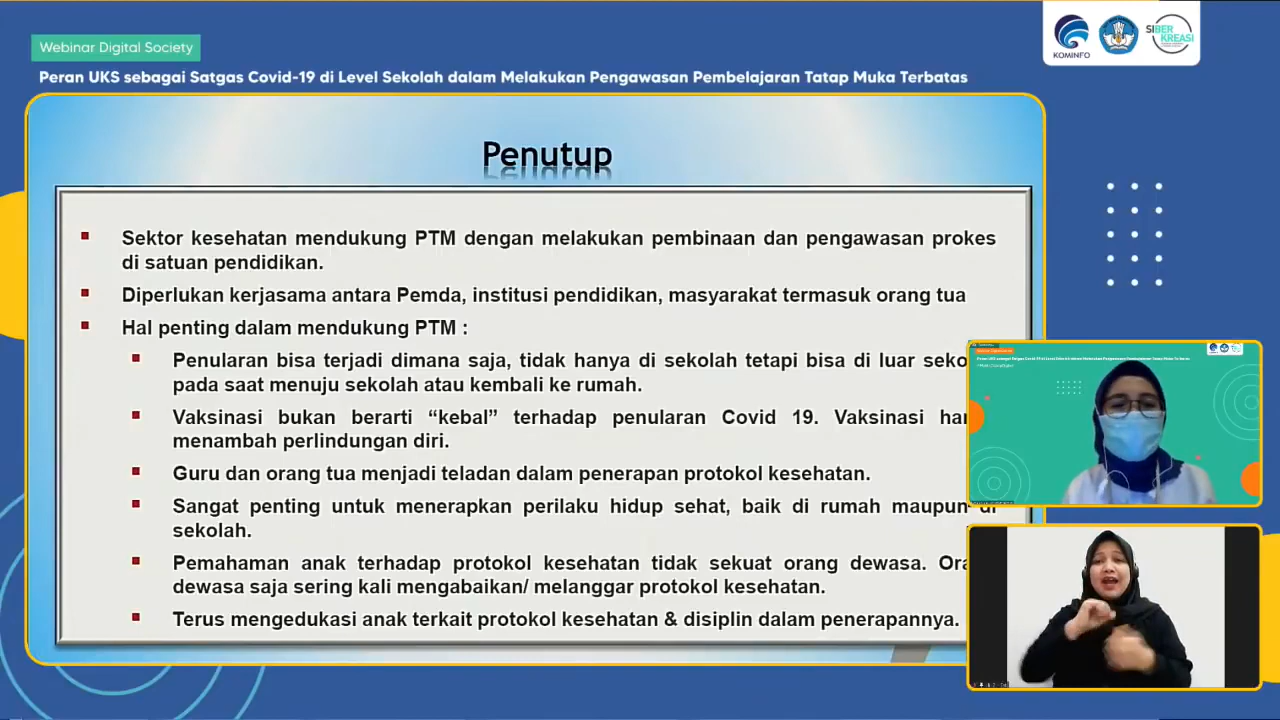 Webinar Digital Society
Peran UKS sebagai Satgas Covid-19 di Level Sekolah dalam Melakukan Pengawasan Pembelajaran Tatap Muka Terbatas
KOMINFO
SIBER
KREASI
Penutup
Sektor kesehatan mendukung PTM dengan melakukan pembinaan dan pengawasan prokes
di satuan pendidikan.
Diperlukan kerjasama antara Pemda, institusi pendidikan, masyarakat termasuk orang tua
Hal penting dalam mendukung PTM :
Penularan bisa terjadi dimana saja, tidak hanya di sekolah tetapi bisa di luar
pada saat menuju sekolah atau kembali ke rumah.
Vaksinasi bukan berarti “kebal” terhadap penularan Covid 19. Vaksinasi
menambah perlindungan diri.
Guru dan orang tua menjadi teladan dalam penerapan protokol kesehatan.
Sangat penting untuk menerapkan perilaku hidup sehat, baik di rumah maupun di
sekolah.
Pemahaman anak terhadap protokol kesehatan tidak sekuat orang dewasa.
dewasa saja sering kali mengabaikan/ melanggar protokol kesehatan.
Terus mengedukasi anak terkait protokol kesehatan & disiplin dalam penerapannya.